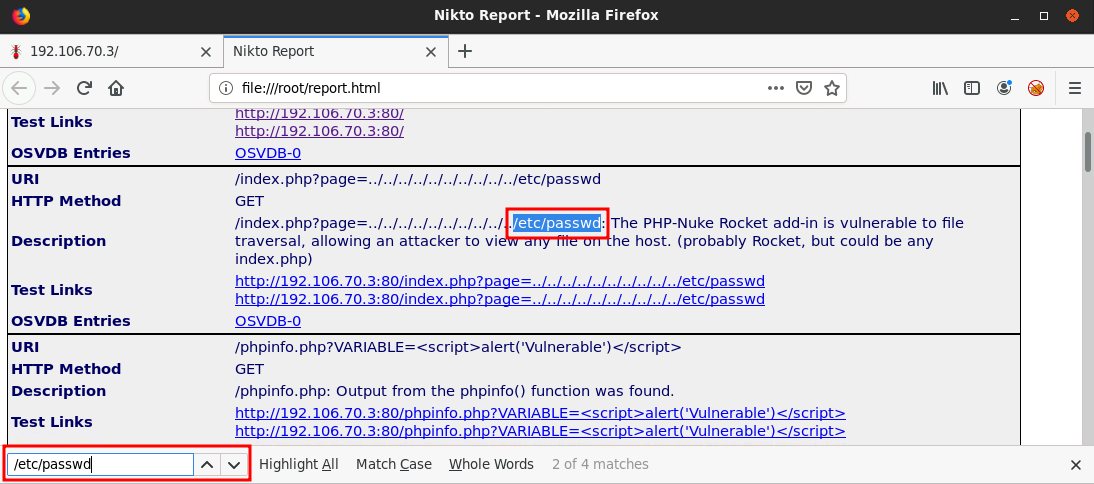 Nikto Report - Mozilla Firefox
192.106.70.3/
Nikto Report
file:///root/report.html
Test Links
http://192.106.70.3:80/
http://192.106.70.3:80/
OSVDB Entries
OSVDB-0
URI
/index.php?page=../../../../../../../../../../etc/passwd
HTTP Method
GET
Description
/index.php?page=../../../../../../../../../../etc/passwd: The PHP-Nuke Rocket add-in is vulnerable to file
traversal, allowing an attacker to view any file on the host. (probably Rocket, but could be any
index.php)
Test Links
http://192.106.70.3:80/index.php?page=../../../../../../../../../../etc/passwd
http://192.106.70.3:80/index.php?page=../../../../../../../../../../etc/passwd
OSVDB Entries
OSVDB-0
URI
/phpinfo.php?VARIABLE=<script>alert('Vulnerable')</script>
HTTP Method
GET
Description
/phpinfo.php: Output from the phpinfo() function was found.
Test Links
http://192.106.70.3:80/phpinfo.php?VARIABLE=<script>alert('Vulnerable')</script>
http://192.106.70.3:80/phpinfo.php?VARIABLE=<script>alert('Vulnerable')</script>
/etc/passwd
Highlight All
Match Case
Whole Words
2 of 4 matches